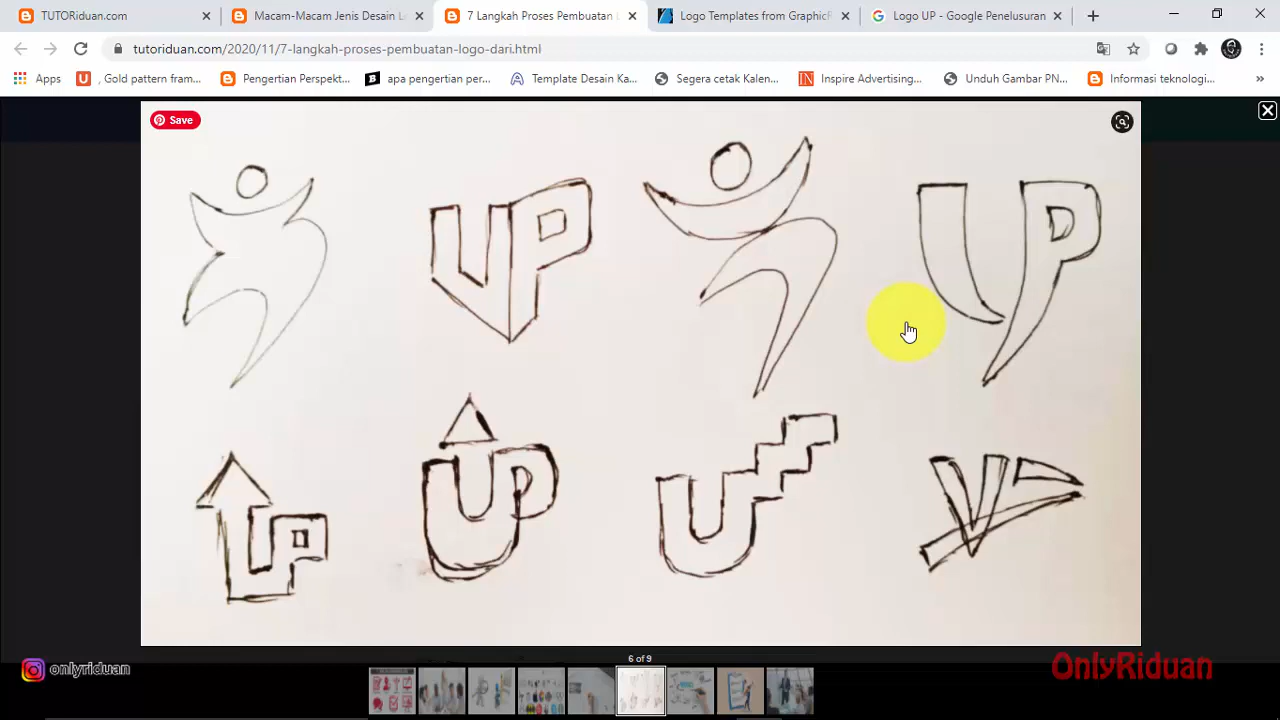 TUTORiduan.com
Macam-Macam Jenis Desain L
7 Langkah Proses Pembuatan
Logo Templates from GraphicR
Logo UP - Google Penelusuran
tutoriduan.com/2020/11/7-langkah-proses-pembuatan-logo-dari.html
Apps
, Gold pattern fram...
Pengertian Perspekt...
apa pengertian per...
Template Desain Ka...
Segera cetak Kalen...
Inspire Advertising...
Unduh Gambar PN...
Informasi teknologi...
»
Save
UP
UP
UP
UP
U
6 of 9
onlyriduan
OnlyRiduan